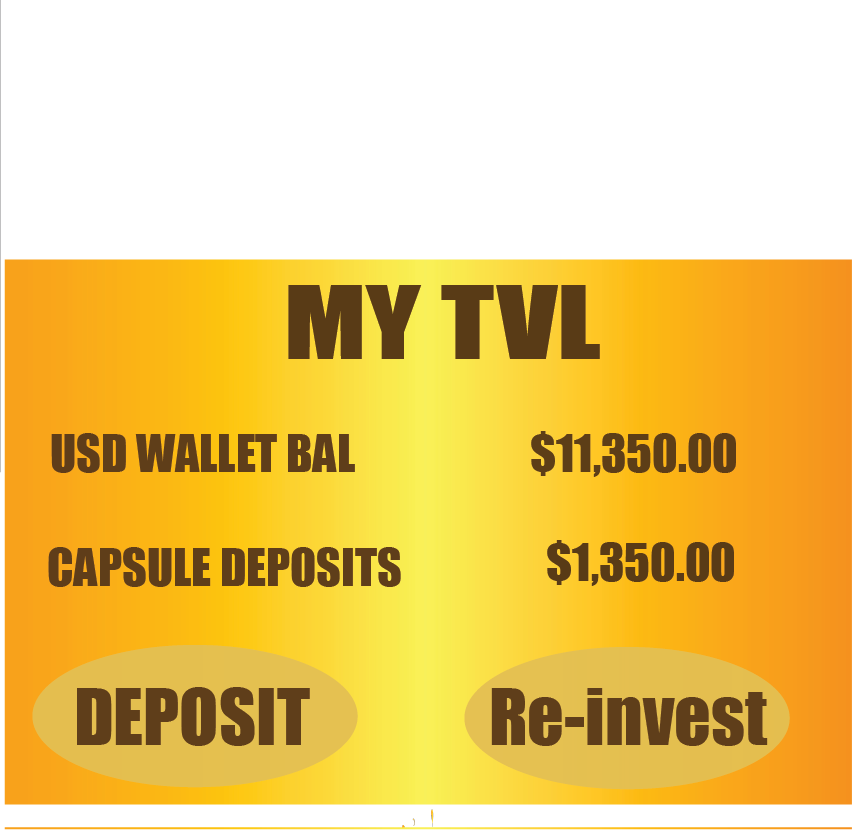 MY TVL
USD WALLET BAL $11,350.00
CAPSULE DEPOSITS $1,350.00
DEPOSIT Re-invest